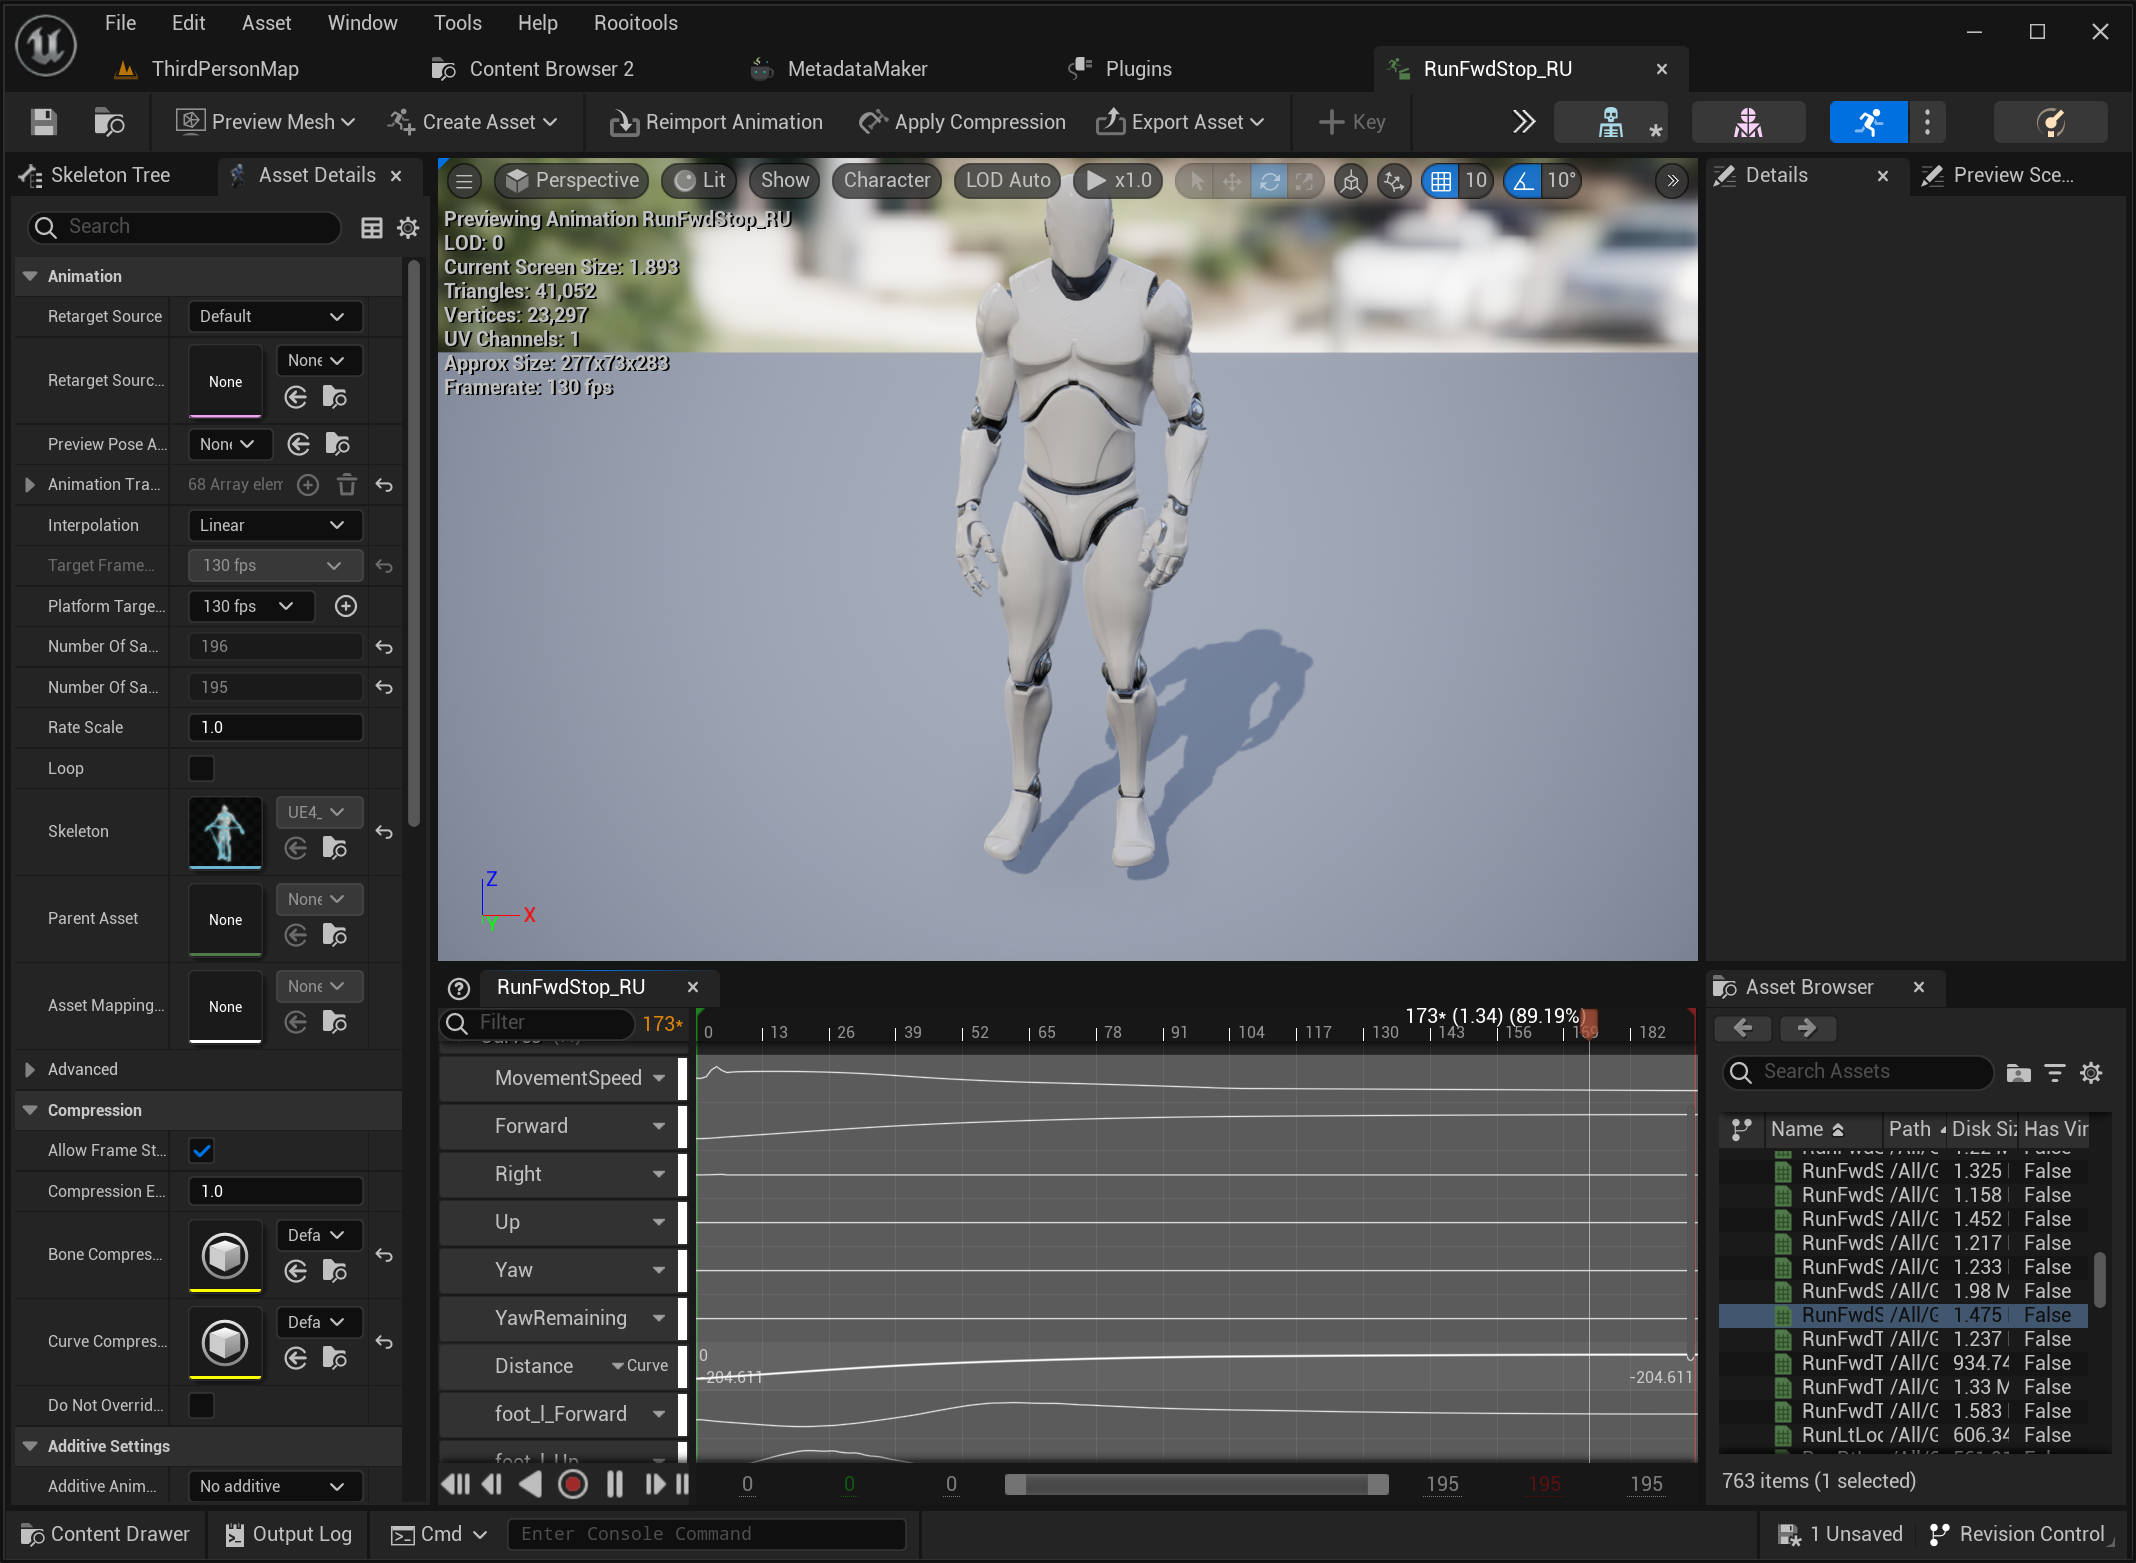 File Edit Asset Window Tools Help Rooitools
ThirdPersonMap Content Browser 2 MetadataMaker Plugins RunFwdStop_RU
Preview Mesh Create Asset Reimport Animation Apply Compression Export Asset Key
Skeleton Tree Asset Details
Search
Animation
Retarget Source Default
Retarget Sourc... None None
Preview Pose A... None
Animation Tra... 68 Array elem
Interpolation Linear
Target Frame... 130 fps
Platform Targe... 130 fps
Number Of Sa... 196
Number Of Sa... 195
Rate Scale 1.0
Loop
Skeleton UE4_
Parent Asset None None
Asset Mapping... None None
Advanced
Compression
Allow Frame St...
Compression E... 1.0
Bone Compres... Defa
Curve Compres... Defa
Do Not Overrid...
Additive Settings
Additive Anim... No additive
Perspective Lit Show Character LOD Auto x1.0 10 10°
Previewing Animation RunFwdStop_RU
LOD: 0
Current Screen Size: 1.893
Triangles: 41,052
Vertices: 23,297
UV Channels: 1
Approx Size: 277x73x283
Framerate: 130 fps
Z
X
Y
RunFwdStop_RU
Filter 173*
173* (1.34) (89.19%)
0 13 26 39 52 65 78 91 104 117 130 143 156 169 182
MovementSpeed
Forward
Right
Up
Yaw
YawRemaining
Distance Curve
0
-204.611 -204.611
foot_l_Forward
foot_l_Up
0 0 0 195 195 195
Details Preview Sce...
Asset Browser
Search Assets
Name Path Disk Siz Has Vir
RunFwdS /All/G 1.325 False
RunFwdS /All/G 1.158 False
RunFwdS /All/G 1.452 False
RunFwdS /All/G 1.217 False
RunFwdS /All/G 1.233 False
RunFwdS /All/G 1.98 M False
RunFwdS /All/G 1.475 False
RunFwdT /All/G 1.237 False
RunFwdT /All/G 934.74 False
RunFwdT /All/G 1.33 M False
RunFwdT /All/G 1.583 False
RunLtLoc /All/G 606.34 False
763 items (1 selected)
Content Drawer Output Log Cmd Enter Console Command
1 Unsaved Revision Control